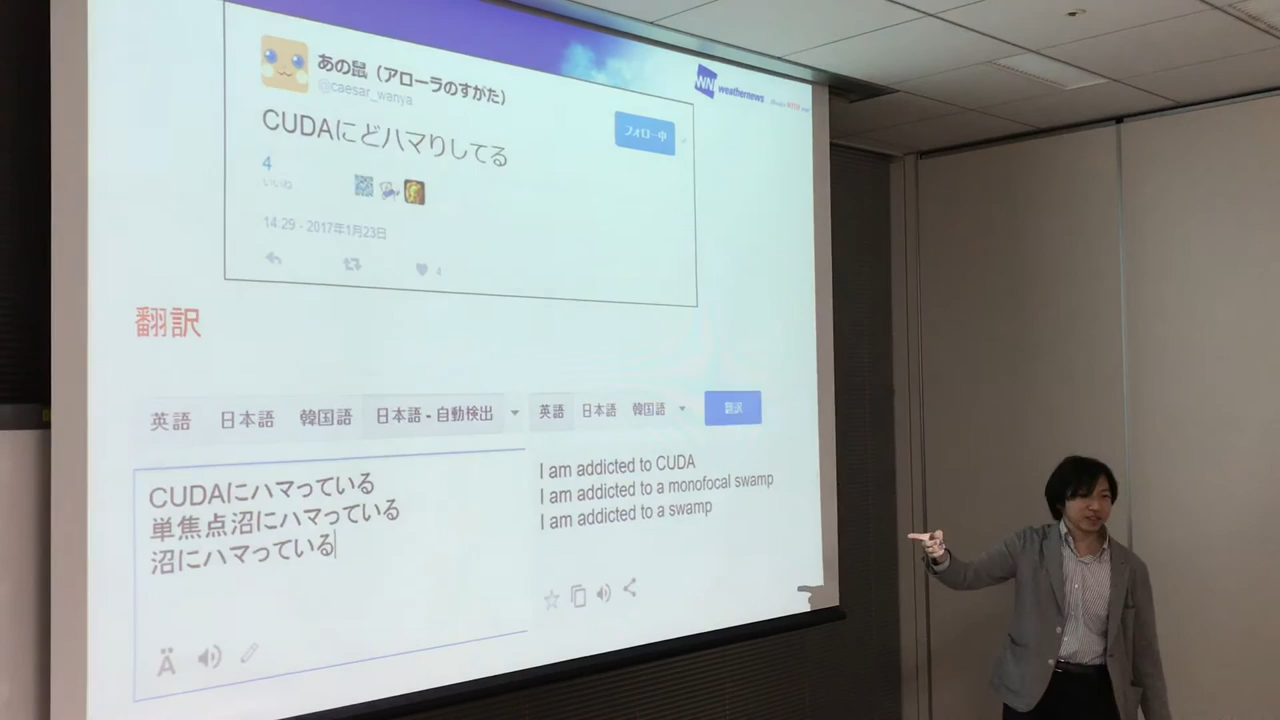 あの鼠（アローラのすがた）
@caesar_wanya
WNI weathernews
CUDAにどハマりしてる
フォロー中
4
いいね
14:29 - 2017年1月23日
4
翻訳
英語 日本語 韓国語 日本語 - 自動検出
英語 日本語 韓国語 翻訳
CUDAにハマっている
単焦点沼にハマっている
沼にハマっている
I am addicted to CUDA
I am addicted to a monofocal swamp
I am addicted to a swamp
Ä